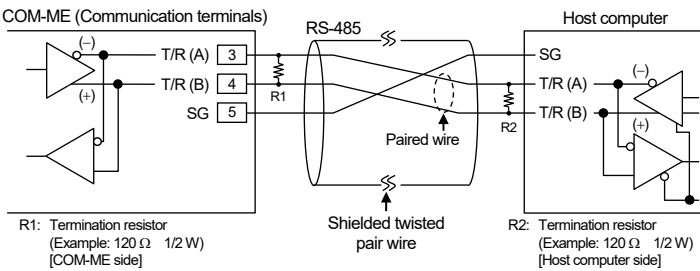 COM-ME (Communication terminals)
RS-485
Host computer
(−)
T/R (A) 3
T/R (B) 4
(+)
SG 5
R1
Paired wire
R2
SG
T/R (A)
(−)
T/R (B)
(+)
R1: Termination resistor
(Example: 120 Ω 1/2 W)
[COM-ME side]
Shielded twisted
pair wire
R2: Termination resistor
(Example: 120 Ω 1/2 W)
[Host computer side]